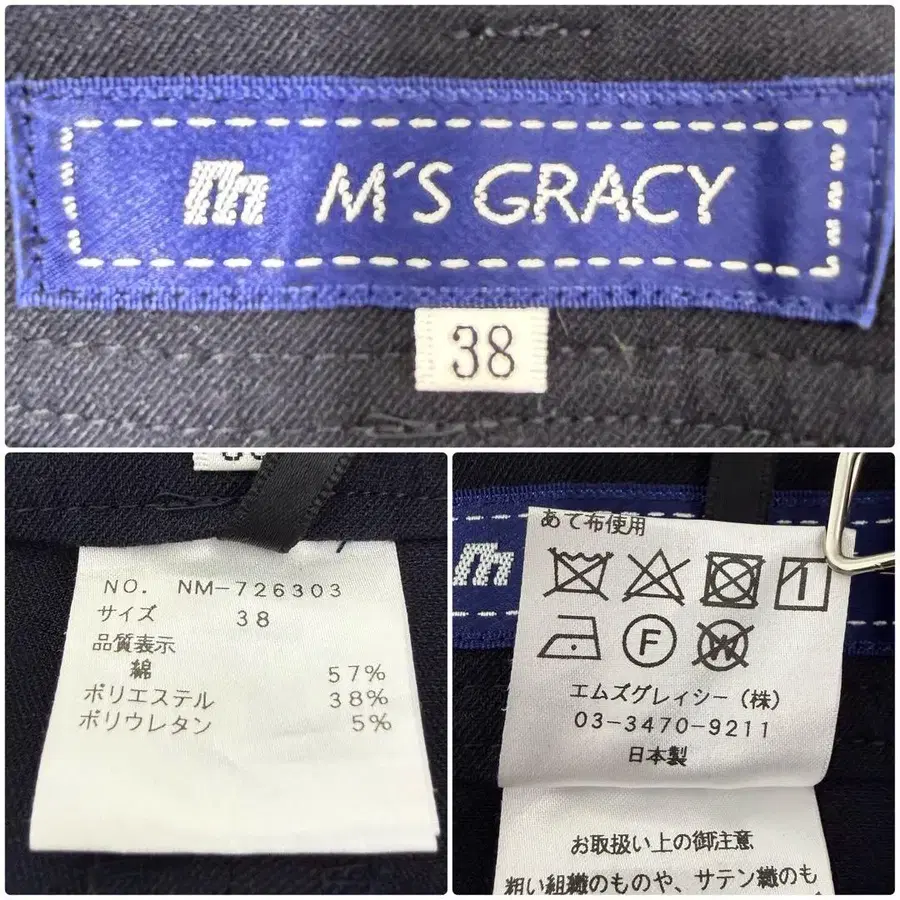 M'S GRACY
38
NO. NM-726303
サイズ 38
品質表示
綿 57%
ポリエステル 38%
ポリウレタン 5%
あて布使用
F W
エムズグレイシー(株)
03-3470-9211
日本製
お取扱い上の御注意
粗い組織のものや、サテン織のも